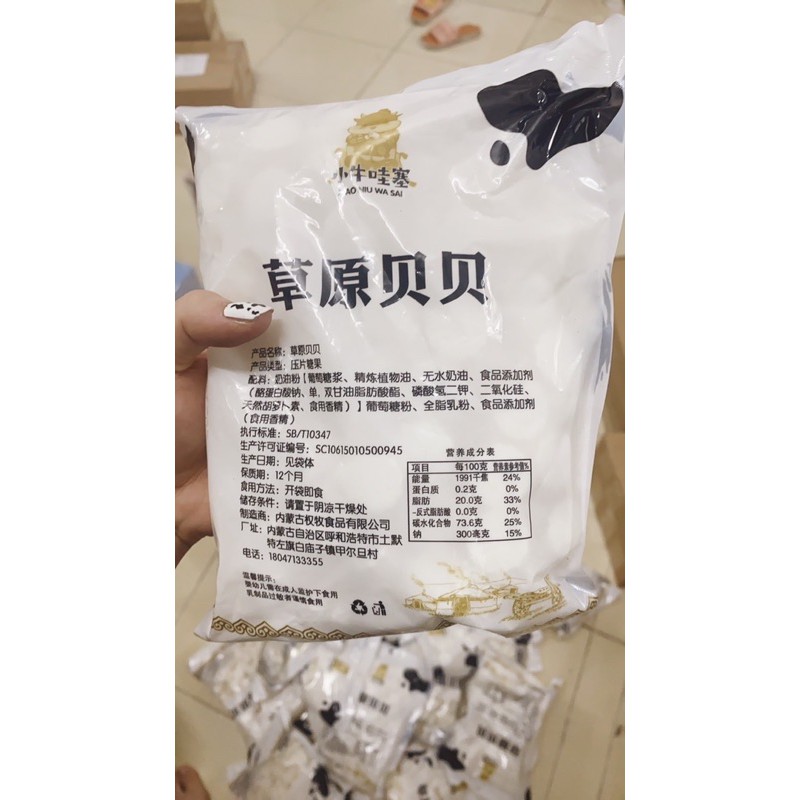 小牛哇塞
XIAO NIU WA SAI
草原贝贝
产品名称：草原贝贝
产品类型：压片糖果
配料：奶油粉【葡萄糖浆、精炼植物油、无水奶油、食品添加剂
（酪蛋白酸钠、单，双甘油脂肪酸酯、磷酸氢二钾、二氧化硅、
天然胡萝卜素、食用香精）】葡萄糖粉、全脂乳粉、食品添加剂
（食用香精）
执行标准：SB/T10347
生产许可证编号：SC10615010500945
生产日期：见袋体
保质期：12个月
食用方法：开袋即食
储存条件：请置于阴凉干燥处
制造商：内蒙古权牧食品有限公司
厂址：内蒙古自治区呼和浩特市土默
特左旗白庙子镇甲尔旦村
电话：18047133355
营养成分表
项目 每100克 营养素参考值%
能量 1991千焦 24%
蛋白质 0.2克 0%
脂肪 20.0克 33%
-反式脂肪酸 0.0克 0%
碳水化合物 73.6克 25%
钠 300毫克 15%
温馨提示：
婴幼儿需在成人监护下食用
乳制品过敏者谨慎食用